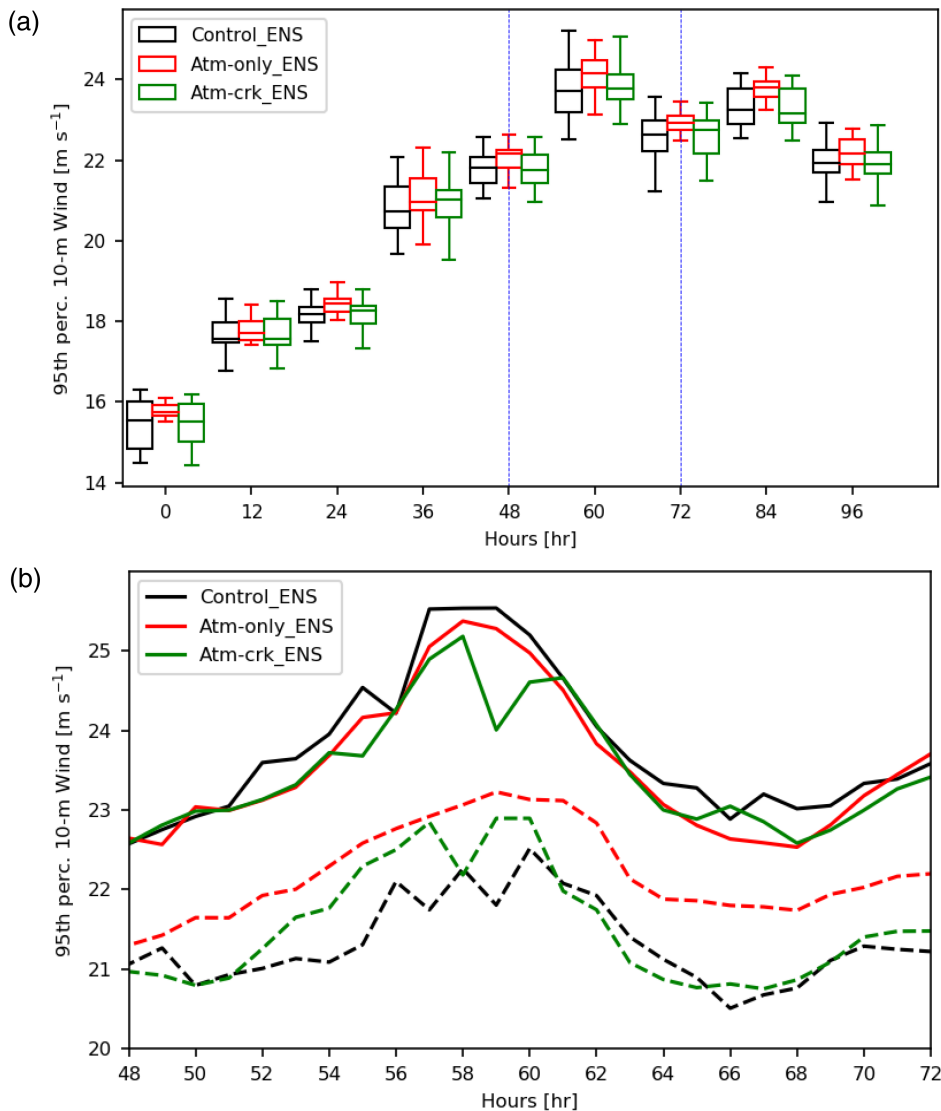 (a)
Control_ENS
Atm-only_ENS
Atm-crk_ENS
95th perc. 10-m Wind [m s⁻¹]
24
22
20
18
16
14
0 12 24 36 48 60 72 84 96
Hours [hr]
(b)
Control_ENS
Atm-only_ENS
Atm-crk_ENS
95th perc. 10-m Wind [m s⁻¹]
25
24
23
22
21
20
48 50 52 54 56 58 60 62 64 66 68 70 72
Hours [hr]